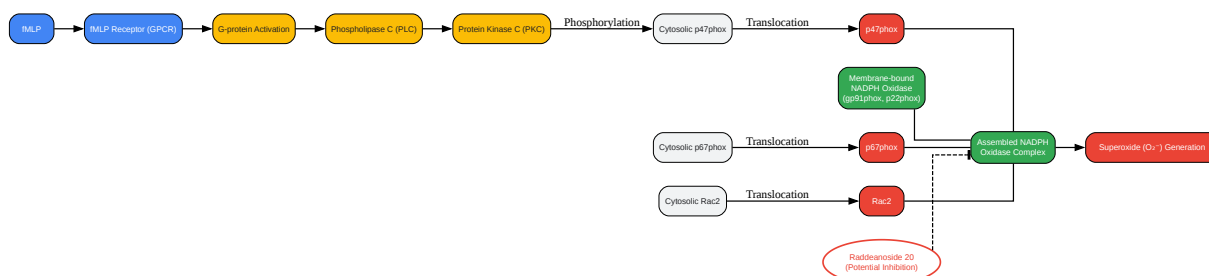 fMLP
fMLP Receptor (GPCR)
G-protein Activation
Phospholipase C (PLC)
Protein Kinase C (PKC)
Phosphorylation
Cytosolic p47phox
Translocation
p47phox
Membrane-bound
NADPH Oxidase
(gp91phox, p22phox)
Cytosolic p67phox
Translocation
p67phox
Assembled NADPH
Oxidase Complex
Superoxide (O₂⁻) Generation
Cytosolic Rac2
Translocation
Rac2
Raddeanoside 20
(Potential Inhibition)